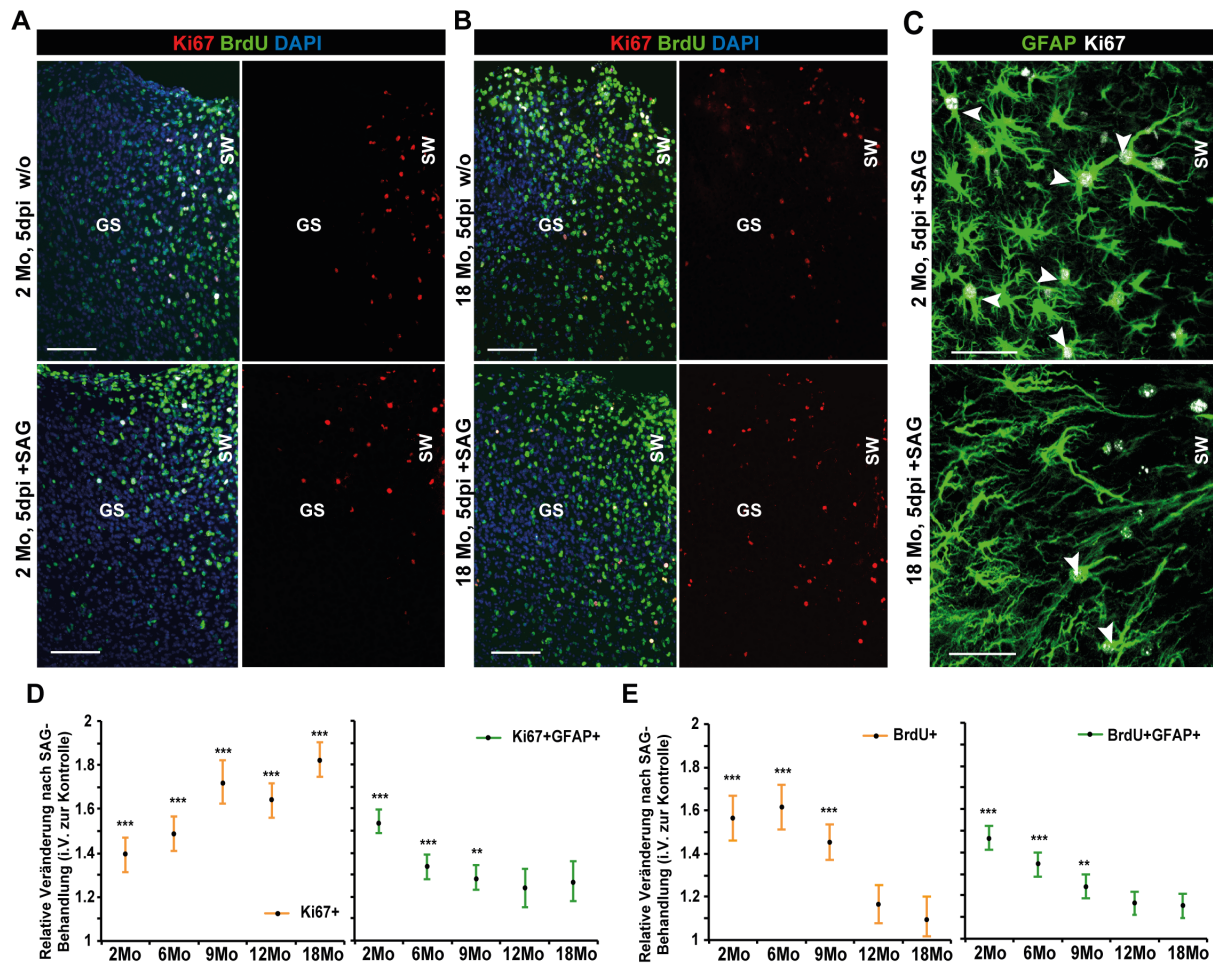 A
Ki67 BrdU DAPI
2 Mo, 5dpi w/o
GS
SW
GS
SW
2 Mo, 5dpi +SAG
GS
SW
GS
SW
B
Ki67 BrdU DAPI
18 Mo, 5dpi w/o
GS
SW
GS
SW
18 Mo, 5dpi +SAG
GS
SW
GS
SW
C
GFAP Ki67
2 Mo, 5dpi +SAG
SW
18 Mo, 5dpi +SAG
SW
D
Relative Veränderung nach SAG-
Behandlung (i.V. zur Kontrolle)
2
1.8
1.6
1.4
1.2
1
***
***
***
***
***
Ki67+
2Mo 6Mo 9Mo 12Mo 18Mo
***
***
**
Ki67+GFAP+
2Mo 6Mo 9Mo 12Mo 18Mo
E
Relative Veränderung nach SAG-
Behandlung (i.V. zur Kontrolle)
2
1.8
1.6
1.4
1.2
1
***
***
***
BrdU+
2Mo 6Mo 9Mo 12Mo 18Mo
***
***
**
BrdU+GFAP+
2Mo 6Mo 9Mo 12Mo 18Mo